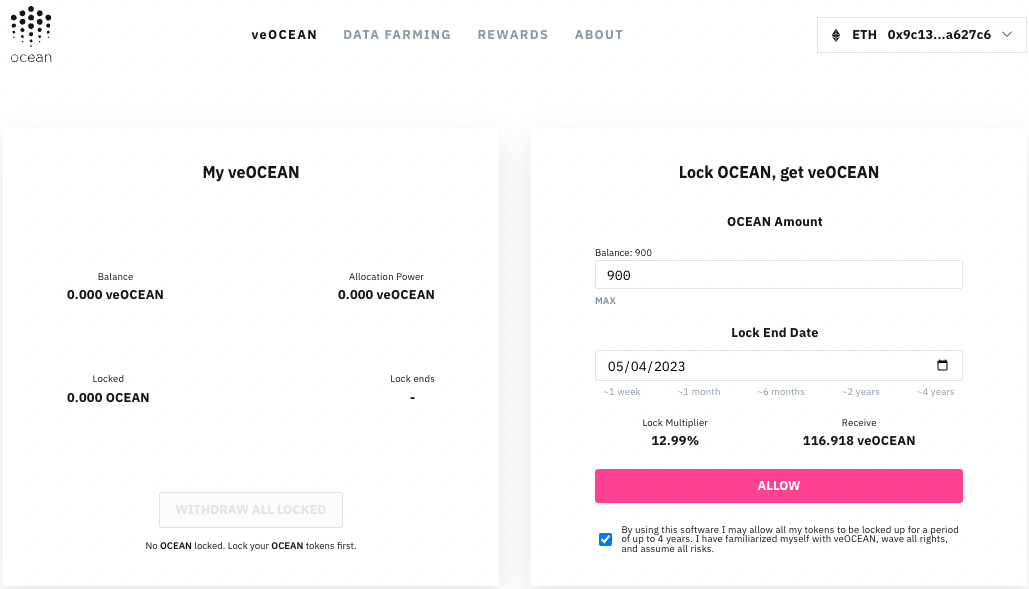 ocean
veOCEAN DATA FARMING REWARDS ABOUT
ETH 0x9c13...a627c6
My veOCEAN
Balance
0.000 veOCEAN
Allocation Power
0.000 veOCEAN
Locked
0.000 OCEAN
Lock ends
-
WITHDRAW ALL LOCKED
No OCEAN locked. Lock your OCEAN tokens first.
Lock OCEAN, get veOCEAN
OCEAN Amount
Balance: 900
900
MAX
Lock End Date
05/04/2023
~1 week ~1 month ~6 months ~2 years ~4 years
Lock Multiplier
12.99%
Receive
116.918 veOCEAN
ALLOW
By using this software I may allow all my tokens to be locked up for a period
of up to 4 years. I have familiarized myself with veOCEAN, wave all rights,
and assume all risks.